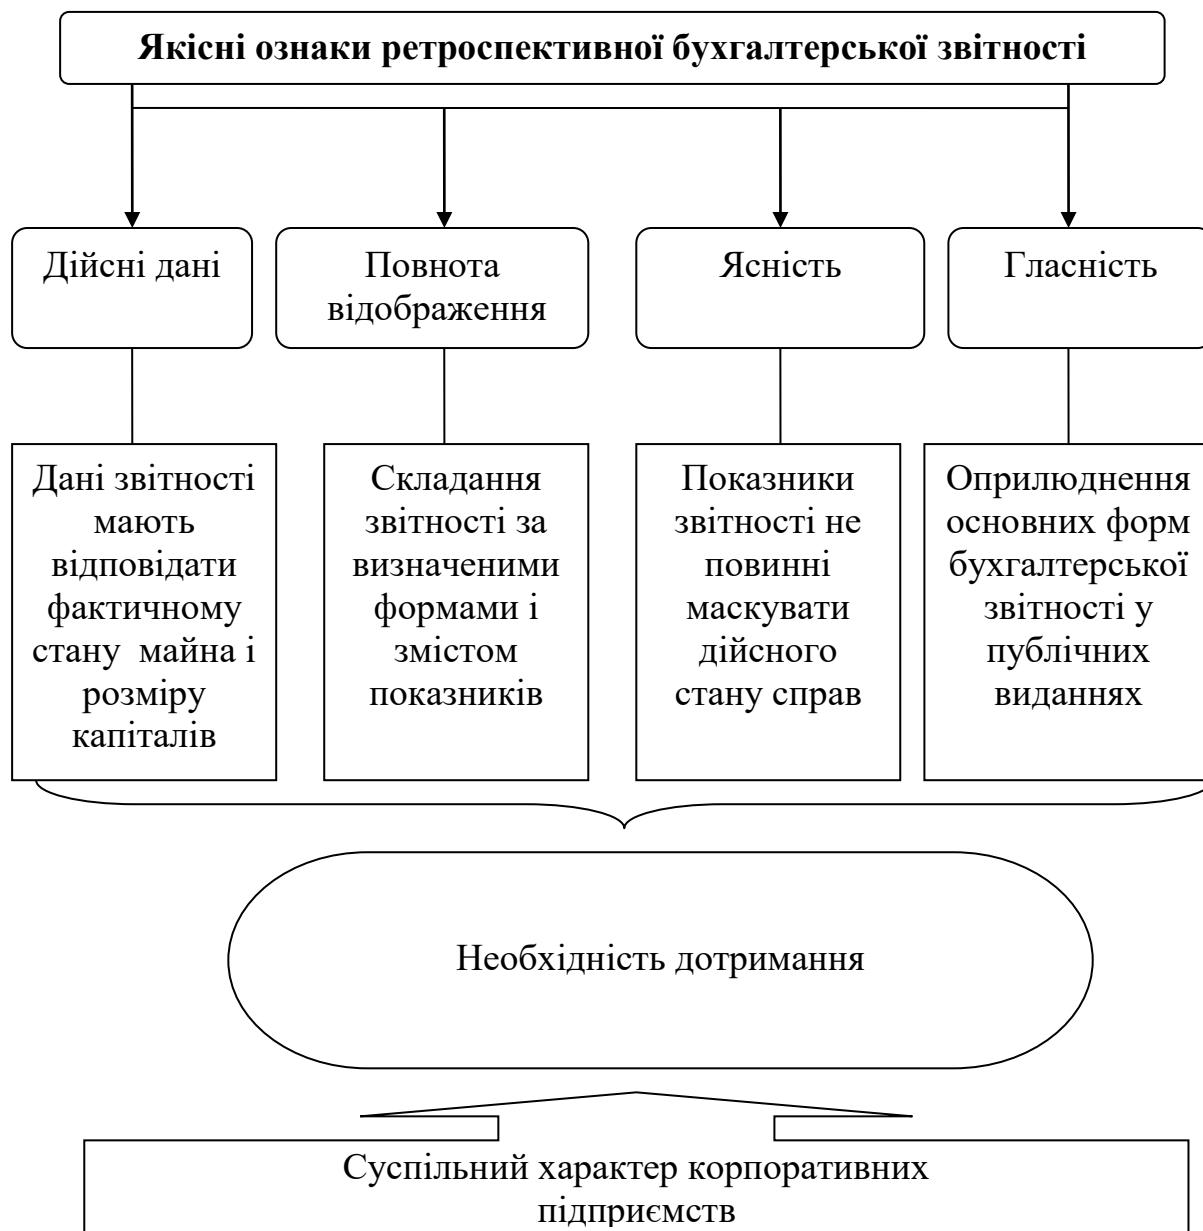 Якісні ознаки ретроспективної бухгалтерської звітності
Дійсні дані
Повнота
відображення
Ясність
Гласність
Дані звітності
мають
відповідати
фактичному
стану майна і
розміру
капіталів
Складання
звітності за
визначеними
формами і
змістом
показників
Показники
звітності не
повинні
маскувати
дійсного
стану справ
Оприлюднення
основних форм
бухгалтерської
звітності у
публічних
виданнях
Необхідність дотримання
Суспільний характер корпоративних
підприємств